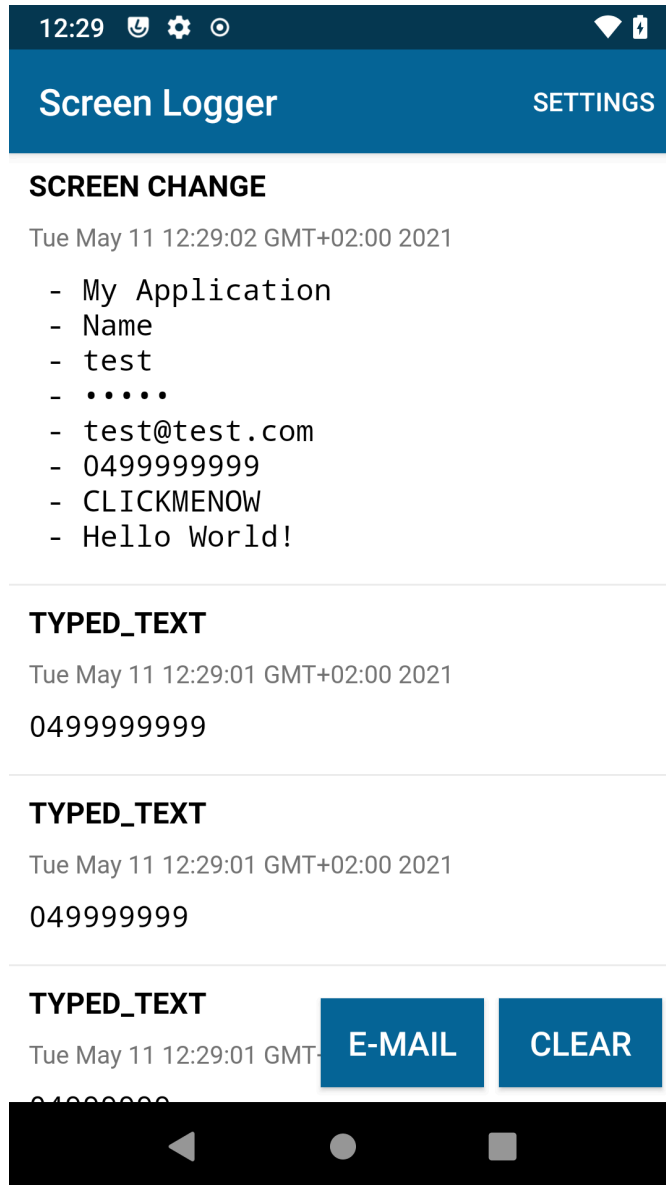 12:29
Screen Logger
SETTINGS
SCREEN CHANGE
Tue May 11 12:29:02 GMT+02:00 2021
- My Application
- Name
- test
- •••••
- test@test.com
- 0499999999
- CLICKMENOW
- Hello World!
TYPED_TEXT
Tue May 11 12:29:01 GMT+02:00 2021
0499999999
TYPED_TEXT
Tue May 11 12:29:01 GMT+02:00 2021
049999999
TYPED_TEXT
Tue May 11 12:29:01 GMT
E-MAIL
CLEAR